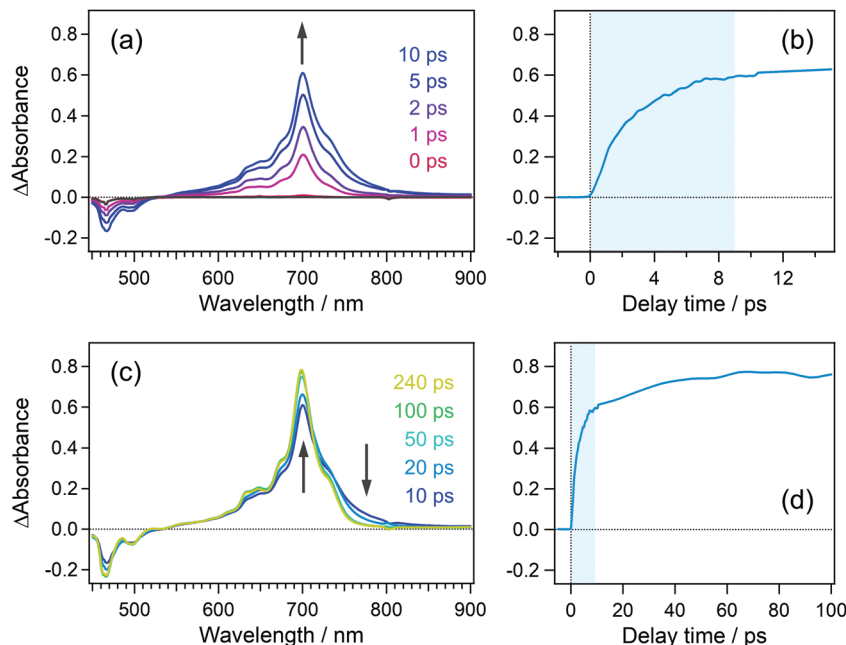 (a)
10 ps
5 ps
2 ps
1 ps
0 ps
ΔAbsorbance
0.8
0.6
0.4
0.2
0.0
-0.2
500
600
700
800
900
Wavelength / nm
(b)
0.8
0.6
0.4
0.2
0.0
-0.2
0
4
8
12
Delay time / ps
(c)
240 ps
100 ps
50 ps
20 ps
10 ps
ΔAbsorbance
0.8
0.6
0.4
0.2
0.0
-0.2
500
600
700
800
900
Wavelength / nm
(d)
0.8
0.6
0.4
0.2
0.0
-0.2
0
20
40
60
80
100
Delay time / ps